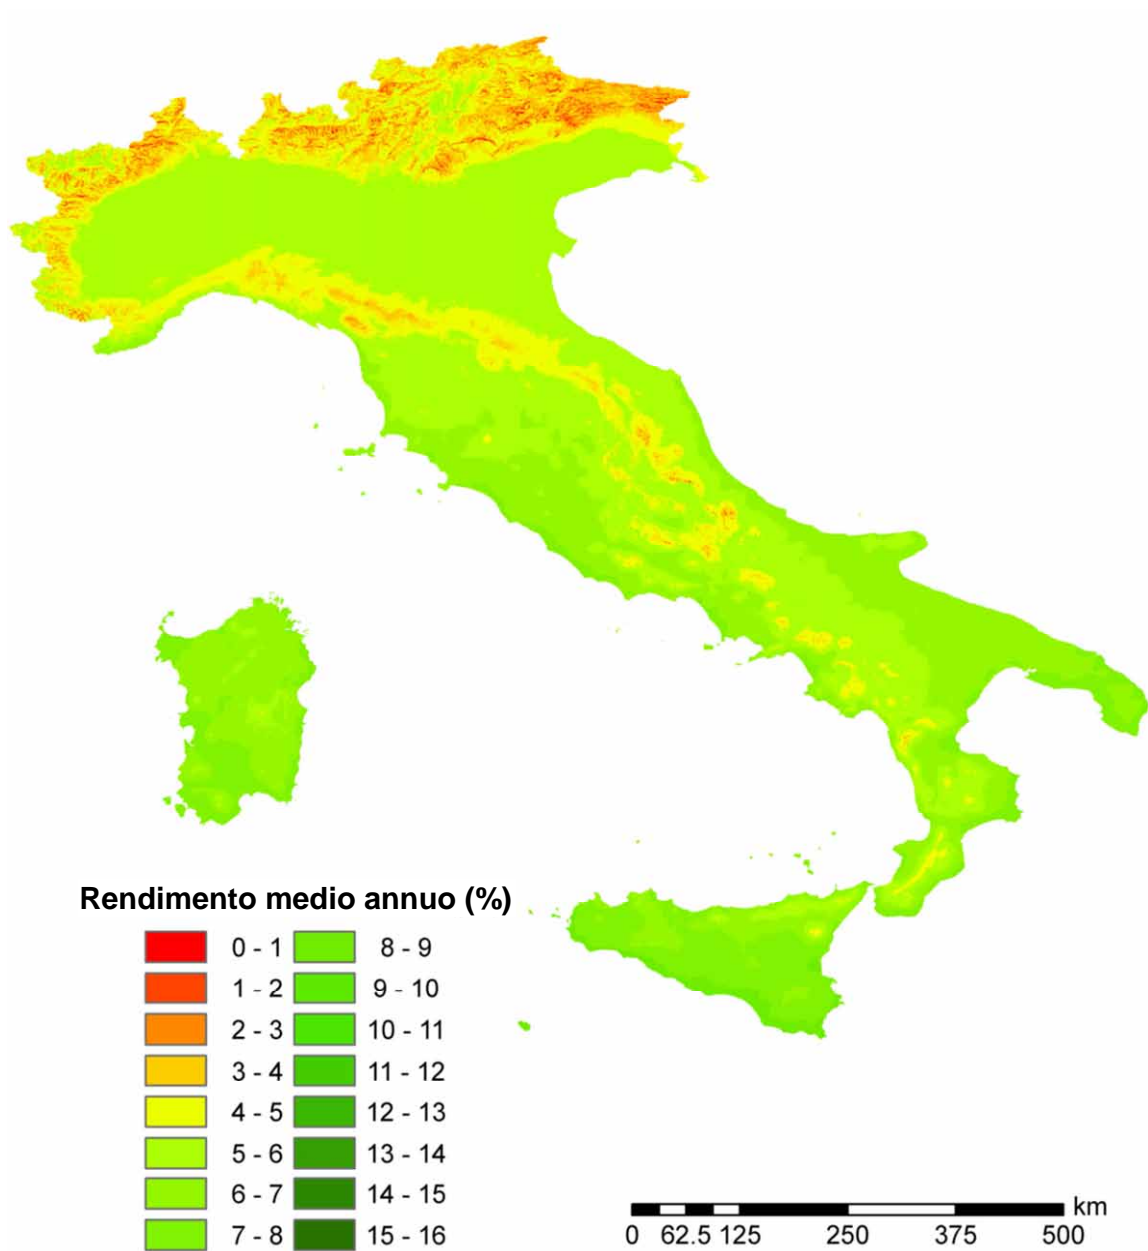 Rendimento medio annuo (%)
0 - 1 8 - 9
1 - 2 9 - 10
2 - 3 10 - 11
3 - 4 11 - 12
4 - 5 12 - 13
5 - 6 13 - 14
6 - 7 14 - 15
7 - 8 15 - 16
km
0 62.5 125 250 375 500